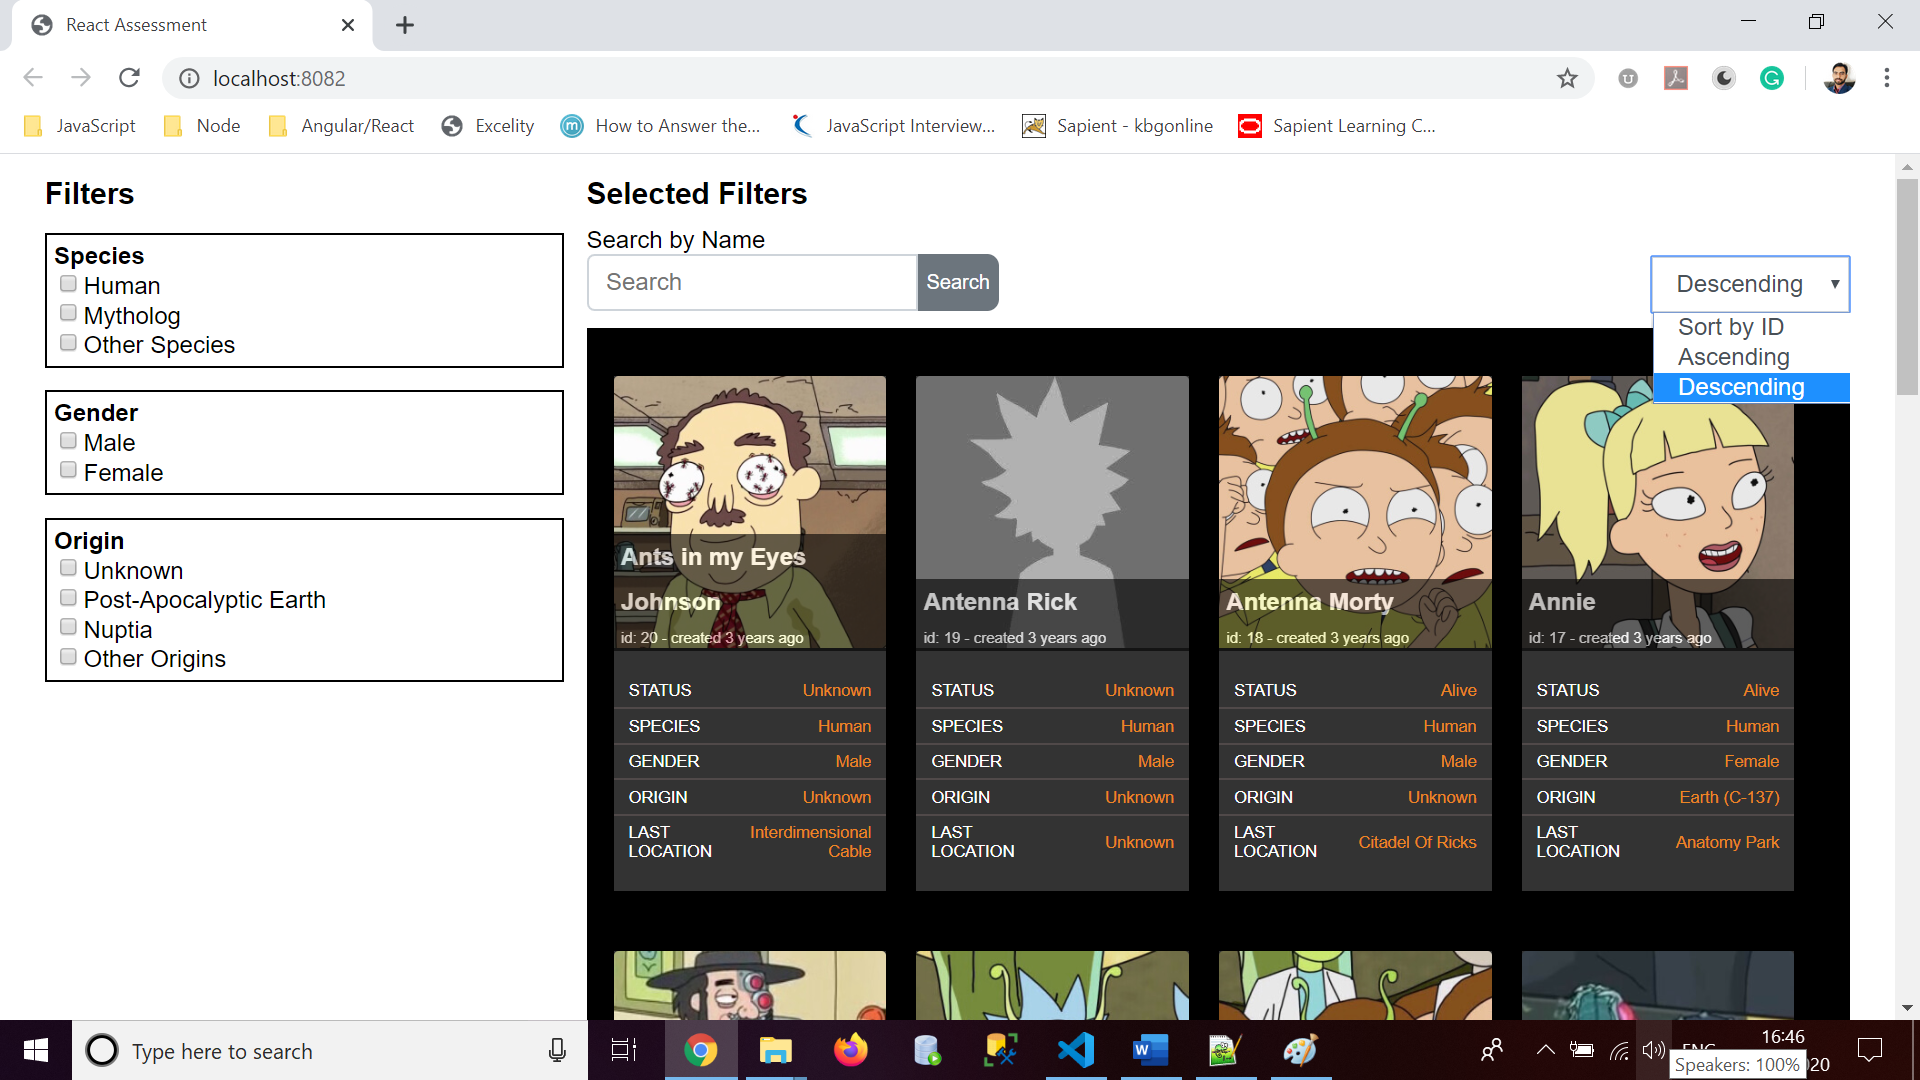 React Assessment
localhost:8082
JavaScript Node Angular/React Excelity How to Answer the... JavaScript Interview... Sapient - kbgonline Sapient Learning C...
Filters
Species
Human
Mytholog
Other Species
Gender
Male
Female
Origin
Unknown
Post-Apocalyptic Earth
Nuptia
Other Origins
Selected Filters
Search by Name
Search Search
Descending
Sort by ID
Ascending
Descending
Ants in my Eyes
Johnson
id: 20 - created 3 years ago
STATUS Unknown
SPECIES Human
GENDER Male
ORIGIN Unknown
LAST LOCATION Interdimensional Cable
Antenna Rick
id: 19 - created 3 years ago
STATUS Unknown
SPECIES Human
GENDER Male
ORIGIN Unknown
LAST LOCATION Unknown
Antenna Morty
id: 18 - created 3 years ago
STATUS Alive
SPECIES Human
GENDER Male
ORIGIN Unknown
LAST LOCATION Citadel Of Ricks
Annie
id: 17 - created 3 years ago
STATUS Alive
SPECIES Human
GENDER Female
ORIGIN Earth (C-137)
LAST LOCATION Anatomy Park
Type here to search
16:46
Speakers: 100%